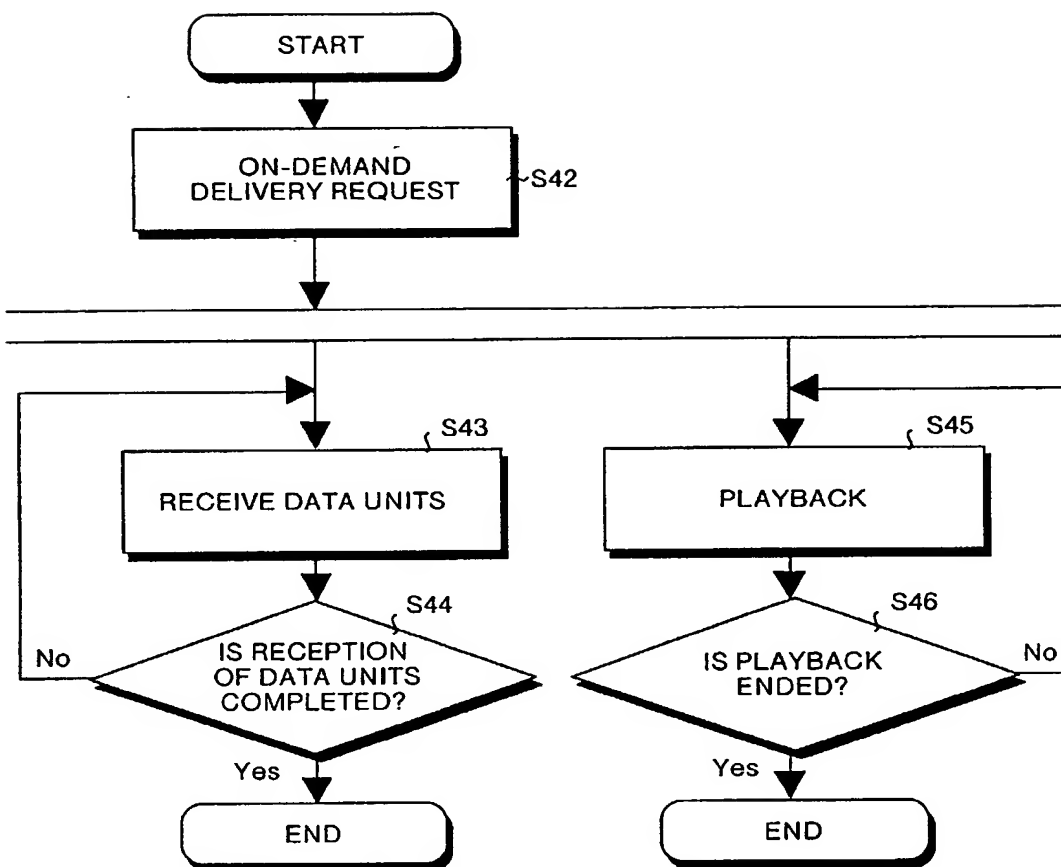 START
ON-DEMAND
DELIVERY REQUEST
S42
S43
RECEIVE DATA UNITS
S44
IS RECEPTION
OF DATA UNITS
COMPLETED?
No
Yes
END
S45
PLAYBACK
S46
IS PLAYBACK
ENDED?
No
Yes
END